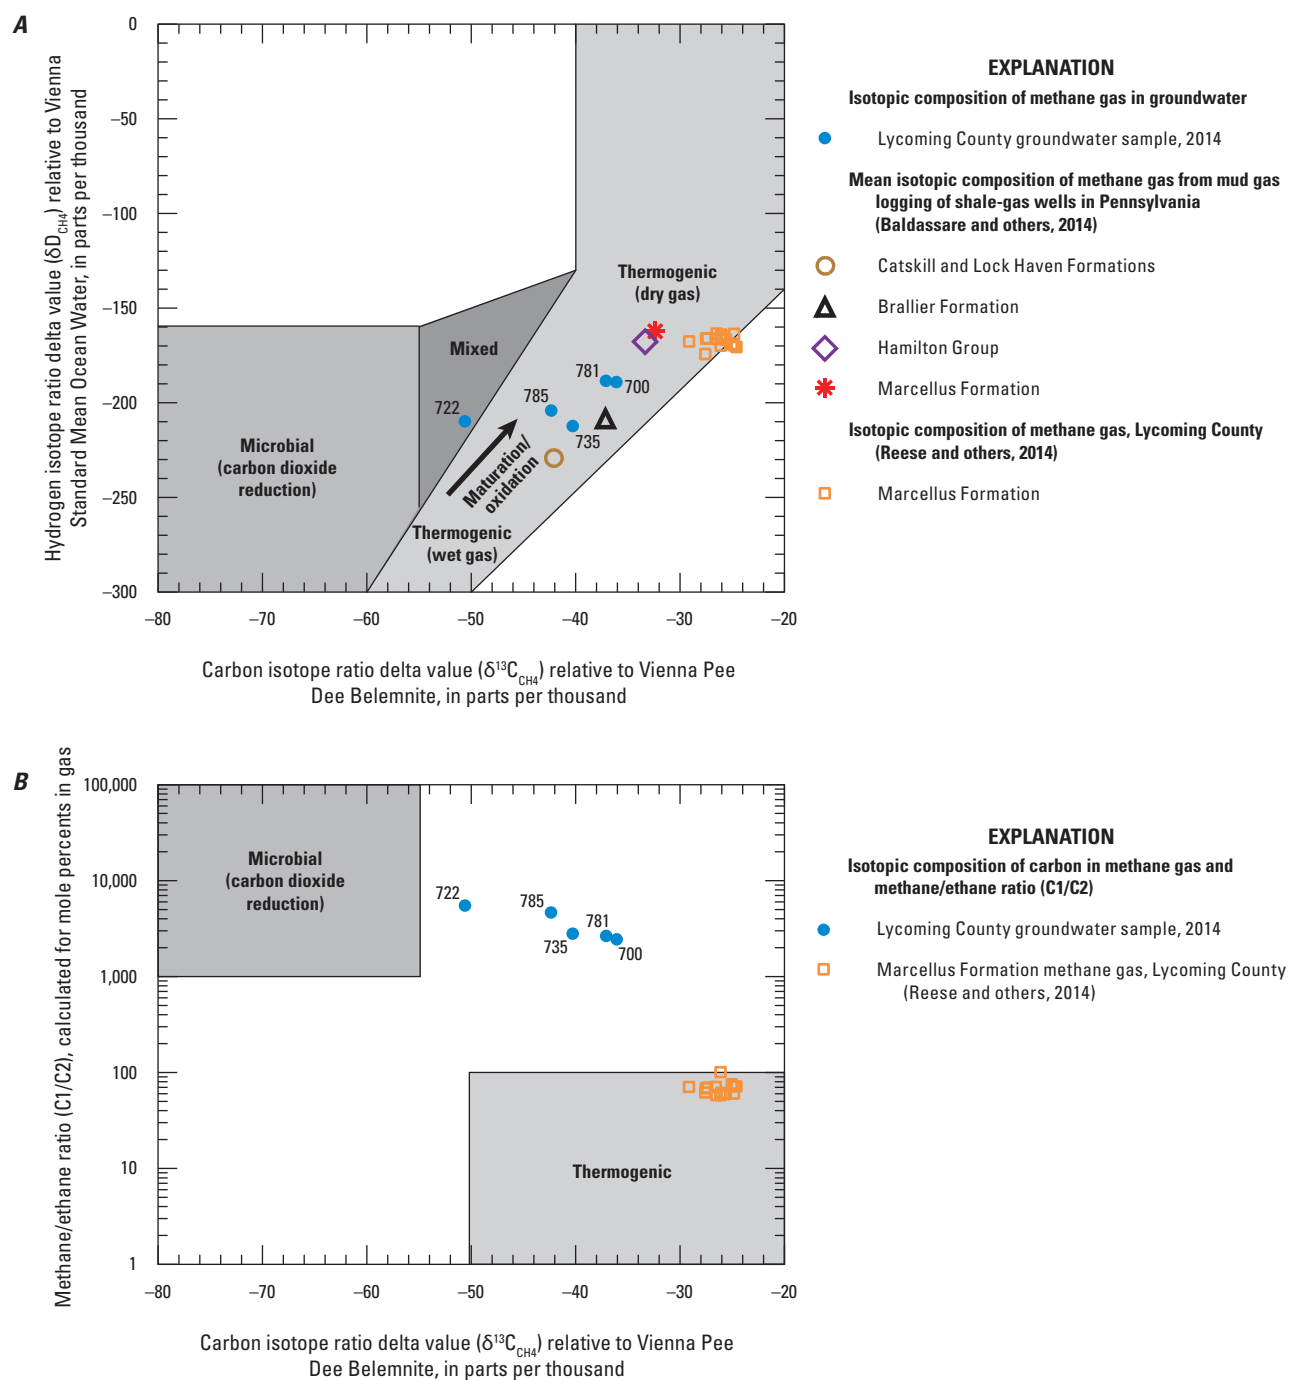 A
Hydrogen isotope ratio delta value (δD_CH4) relative to Vienna
Standard Mean Ocean Water, in parts per thousand
0
–50
–100
–150
–200
–250
–300
–80
–70
–60
–50
–40
–30
–20
Thermogenic
(dry gas)
Mixed
Microbial
(carbon dioxide
reduction)
Maturation/
oxidation
Thermogenic
(wet gas)
722
785
735
781
700
Carbon isotope ratio delta value (δ¹³C_CH4) relative to Vienna Pee
Dee Belemnite, in parts per thousand
EXPLANATION
Isotopic composition of methane gas in groundwater
Lycoming County groundwater sample, 2014
Mean isotopic composition of methane gas from mud gas
logging of shale-gas wells in Pennsylvania
(Baldassare and others, 2014)
Catskill and Lock Haven Formations
Brallier Formation
Hamilton Group
Marcellus Formation
Isotopic composition of methane gas, Lycoming County
(Reese and others, 2014)
Marcellus Formation
B
Methane/ethane ratio (C1/C2), calculated for mole percents in gas
100,000
10,000
1,000
100
10
1
–80
–70
–60
–50
–40
–30
–20
Microbial
(carbon dioxide
reduction)
722
785
735
781
700
Thermogenic
Carbon isotope ratio delta value (δ¹³C_CH4) relative to Vienna Pee
Dee Belemnite, in parts per thousand
EXPLANATION
Isotopic composition of carbon in methane gas and
methane/ethane ratio (C1/C2)
Lycoming County groundwater sample, 2014
Marcellus Formation methane gas, Lycoming County
(Reese and others, 2014)